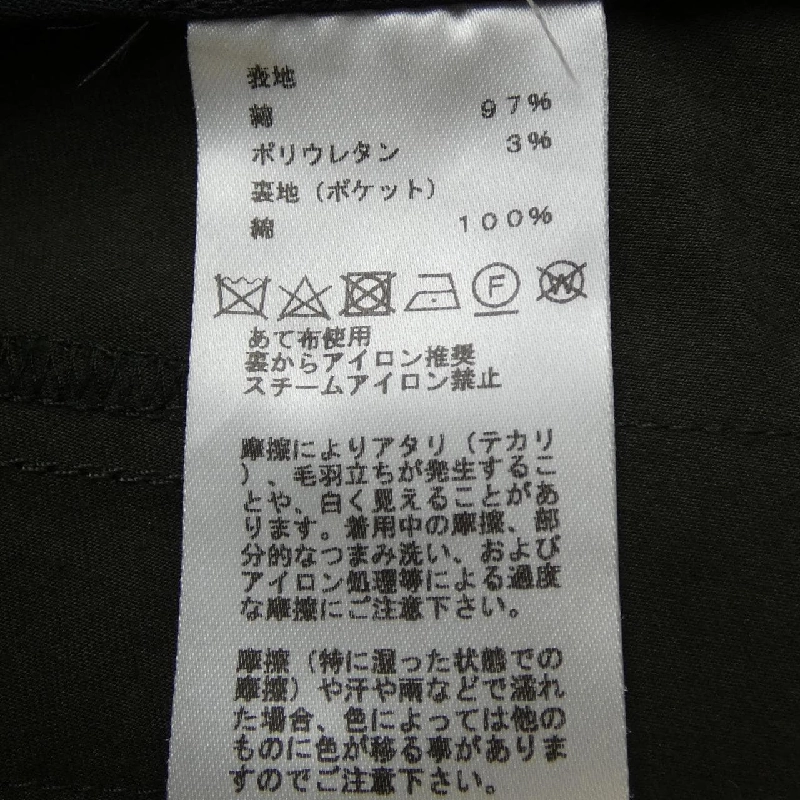 表地
綿 97%
ポリウレタン 3%
裏地（ポケット）
綿 100%
F W
あて布使用
裏からアイロン推奨
スチームアイロン禁止
摩擦によりアタリ（テカリ
）、毛羽立ちが発生するこ
とや、白く見えることがあ
ります。着用中の摩擦、部
分的なつまみ洗い、および
アイロン処理等による過度
な摩擦にご注意下さい。
摩擦（特に湿った状態での
摩擦）や汗や雨などで濡れ
た場合、色によっては他の
ものに色が移る事がありま
すのでご注意下さい。